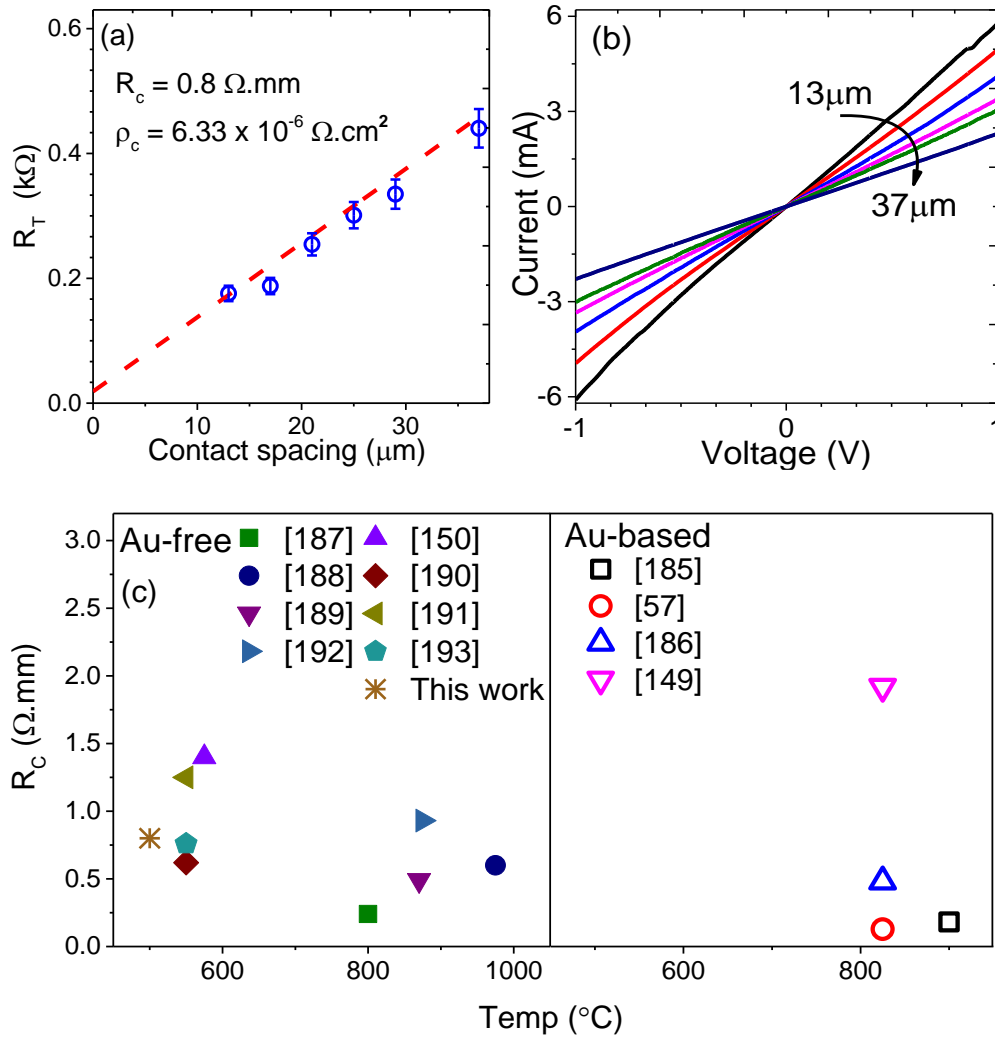 (a)
R_c = 0.8 Ω.mm
ρ_c = 6.33 x 10⁻⁶ Ω.cm²
R_T (kΩ)
0.6
0.4
0.2
0.0
0 10 20 30
Contact spacing (μm)
(b)
13μm
37μm
Current (mA)
6
3
0
-3
-6
-1 0 1
Voltage (V)
Au-free
(c)
[187] [150]
[188] [190]
[189] [191]
[192] [193]
This work
Au-based
[185]
[57]
[186]
[149]
R_C (Ω.mm)
3.0
2.5
2.0
1.5
1.0
0.5
0.0
600 800 1000
600 800
Temp (°C)